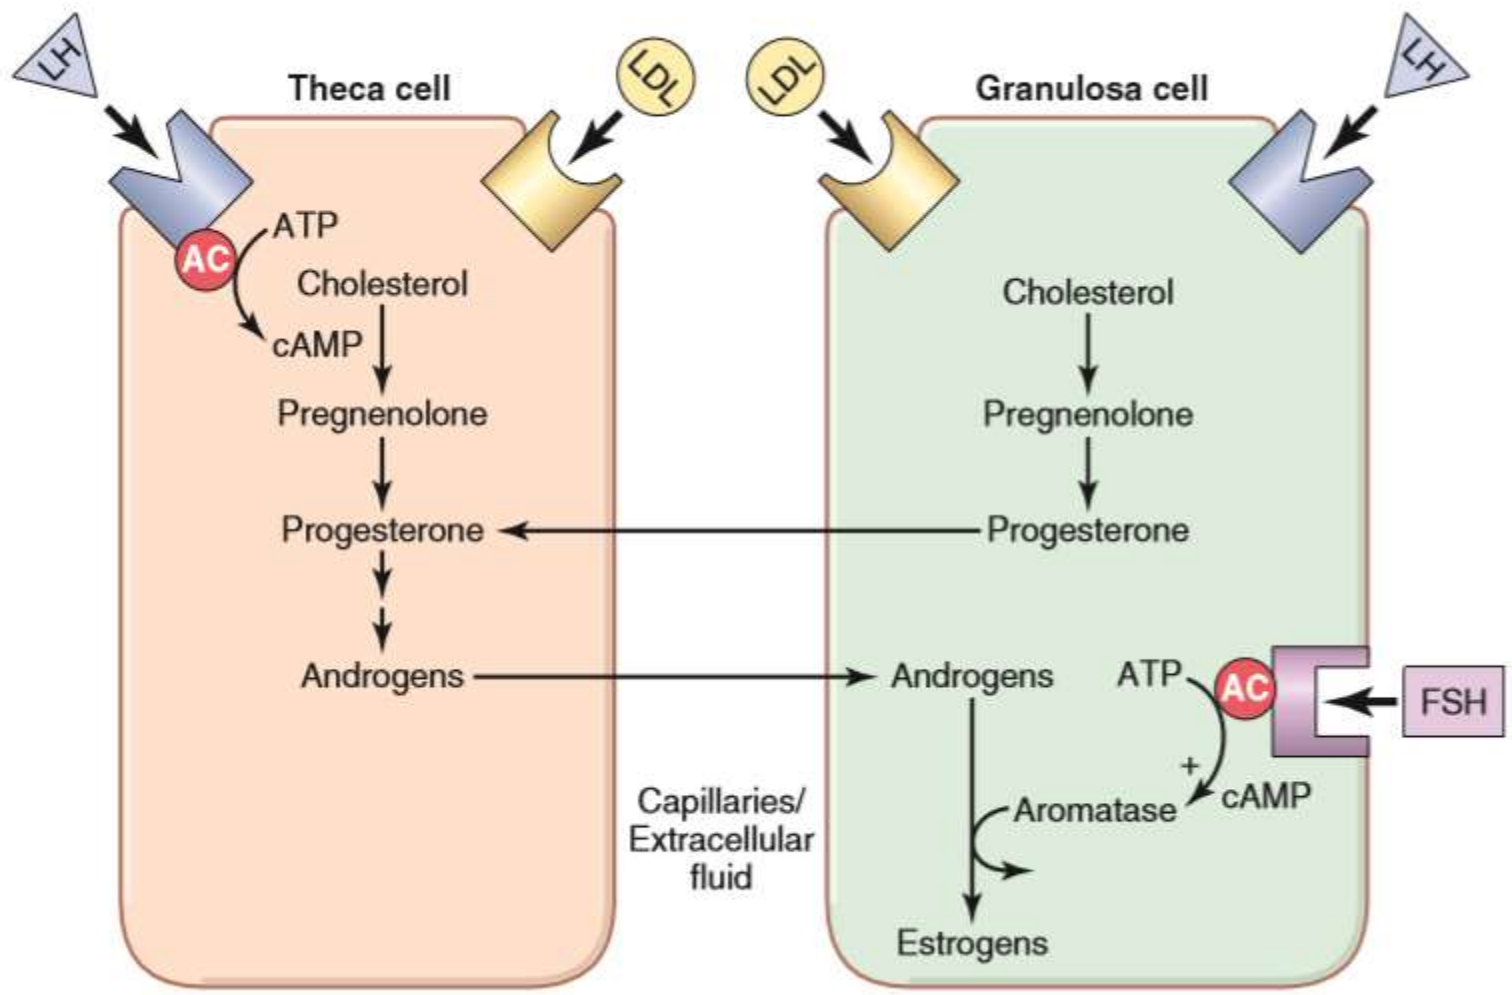 LH
Theca cell
LDL
LDL
Granulosa cell
LH
AC
ATP
Cholesterol
cAMP
Pregnenolone
Progesterone
Androgens
Capillaries/
Extracellular
fluid
Cholesterol
Pregnenolone
Progesterone
Androgens
ATP
AC
FSH
+
cAMP
Aromatase
Estrogens